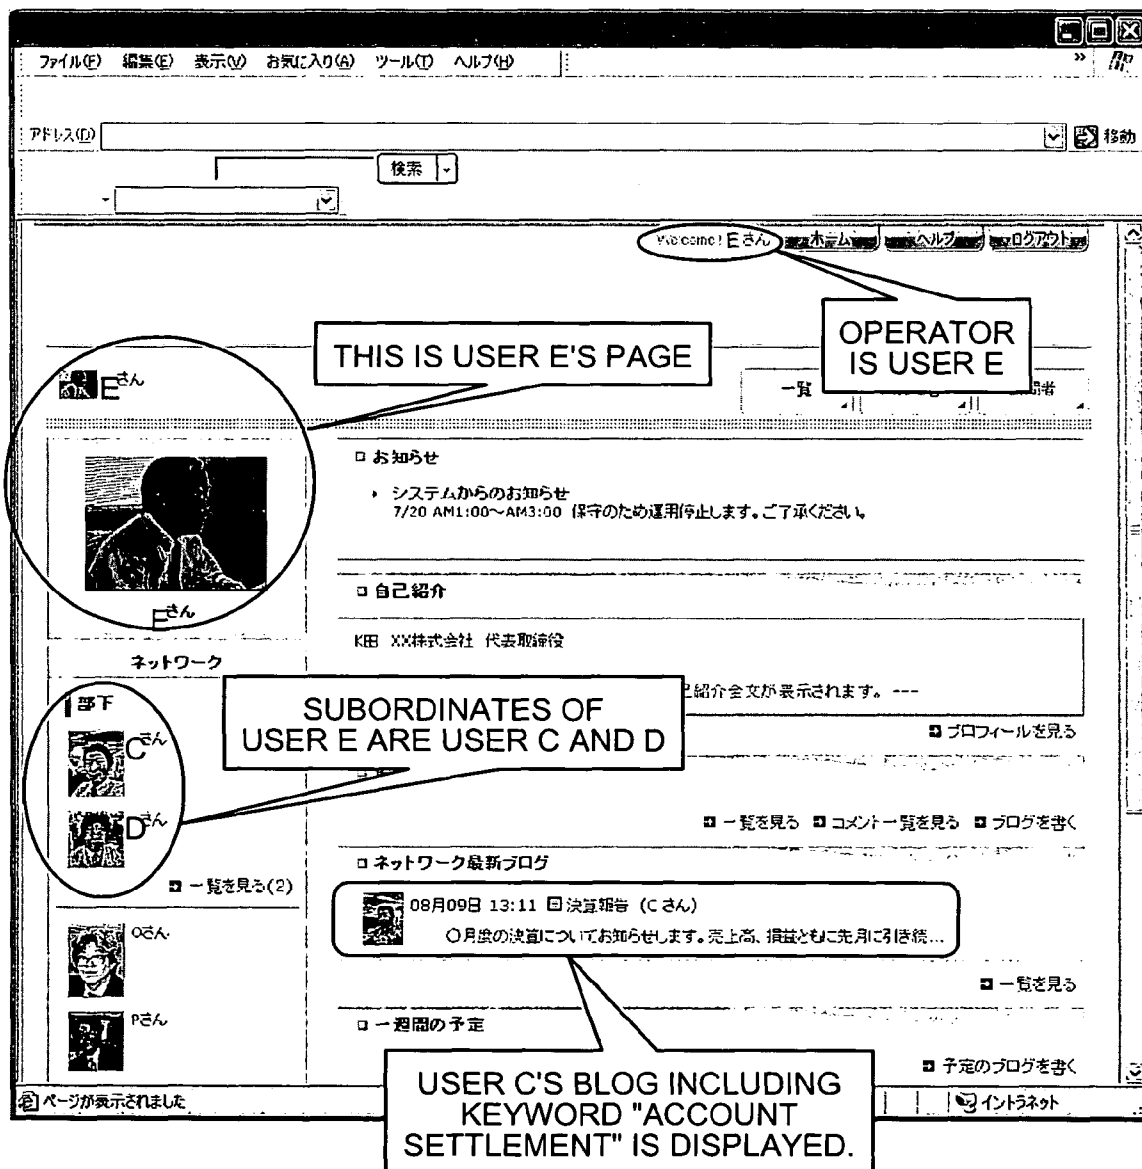 ファイル(F) 編集(E) 表示(V) お気に入り(A) ツール(T) ヘルプ(H) »
アドレス(D) 移動
検索
Welcome! Eさん ホーム ヘルプ ログアウト
OPERATOR
IS USER E
THIS IS USER E'S PAGE
Eさん
一覧
Eさん
お知らせ
システムからのお知らせ
7/20 AM1:00〜AM3:00 保守のため運用停止します。ご了承ください。
自己紹介
XX株式会社 代表取締役
紹介全文が表示されます。 ---
プロフィールを見る
ネットワーク
部下
Cさん
Dさん
一覧を見る(2)
SUBORDINATES OF
USER E ARE USER C AND D
一覧を見る コメント一覧を見る ブログを書く
ネットワーク最新ブログ
08月09日 13:11 決算報告 (Cさん)
〇月度の決算についてお知らせします。売上高、損益ともに先月に引き続...
一覧を見る
Oさん
Pさん
一週間の予定
予定のブログを書く
USER C'S BLOG INCLUDING
KEYWORD "ACCOUNT
SETTLEMENT" IS DISPLAYED.
ページが表示されました
イントラネット